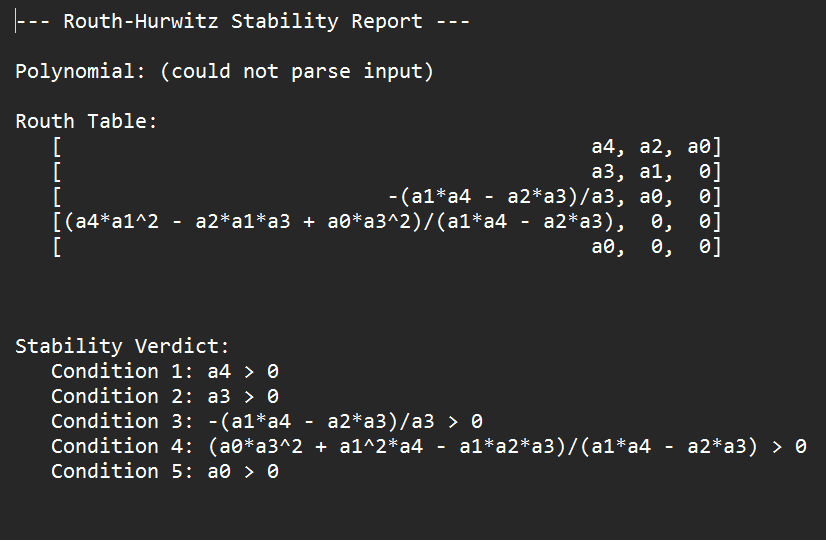 --- Routh-Hurwitz Stability Report ---
Polynomial: (could not parse input)
Routh Table:
[                                            a4, a2, a0]
[                                            a3, a1,  0]
[                           -(a1*a4 - a2*a3)/a3, a0,  0]
[(a4*a1^2 - a2*a1*a3 + a0*a3^2)/(a1*a4 - a2*a3),  0,  0]
[                                            a0,  0,  0]
Stability Verdict:
Condition 1: a4 > 0
Condition 2: a3 > 0
Condition 3: -(a1*a4 - a2*a3)/a3 > 0
Condition 4: (a0*a3^2 + a1^2*a4 - a1*a2*a3)/(a1*a4 - a2*a3) > 0
Condition 5: a0 > 0